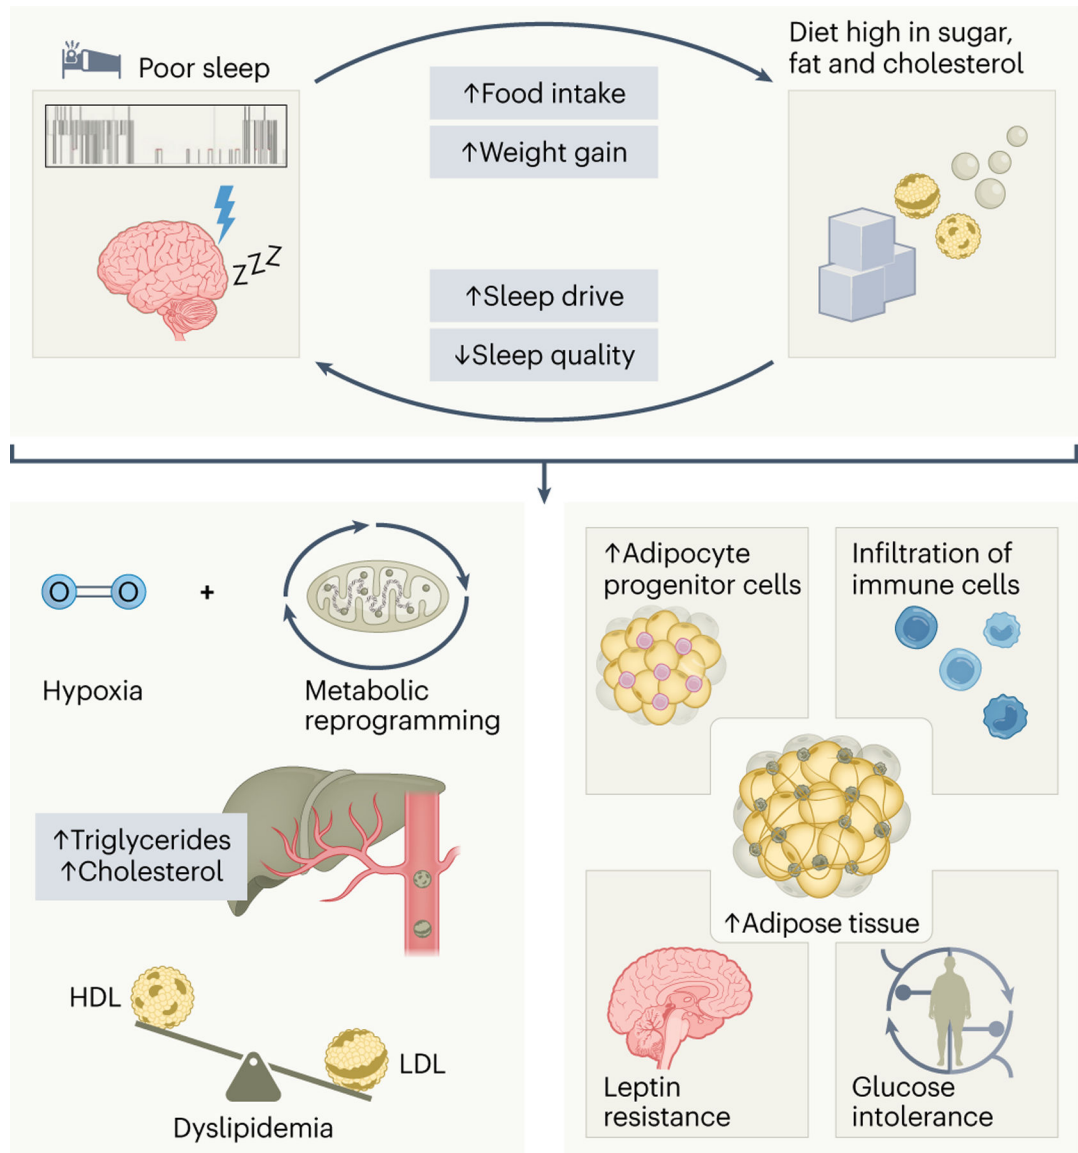 Poor sleep
Diet high in sugar,
fat and cholesterol
↑Food intake
↑Weight gain
zzz
↑Sleep drive
↓Sleep quality
O O
+
Hypoxia
Metabolic
reprogramming
↑Triglycerides
↑Cholesterol
HDL
LDL
Dyslipidemia
↑Adipocyte
progenitor cells
Infiltration of
immune cells
↑Adipose tissue
Leptin
resistance
Glucose
intolerance